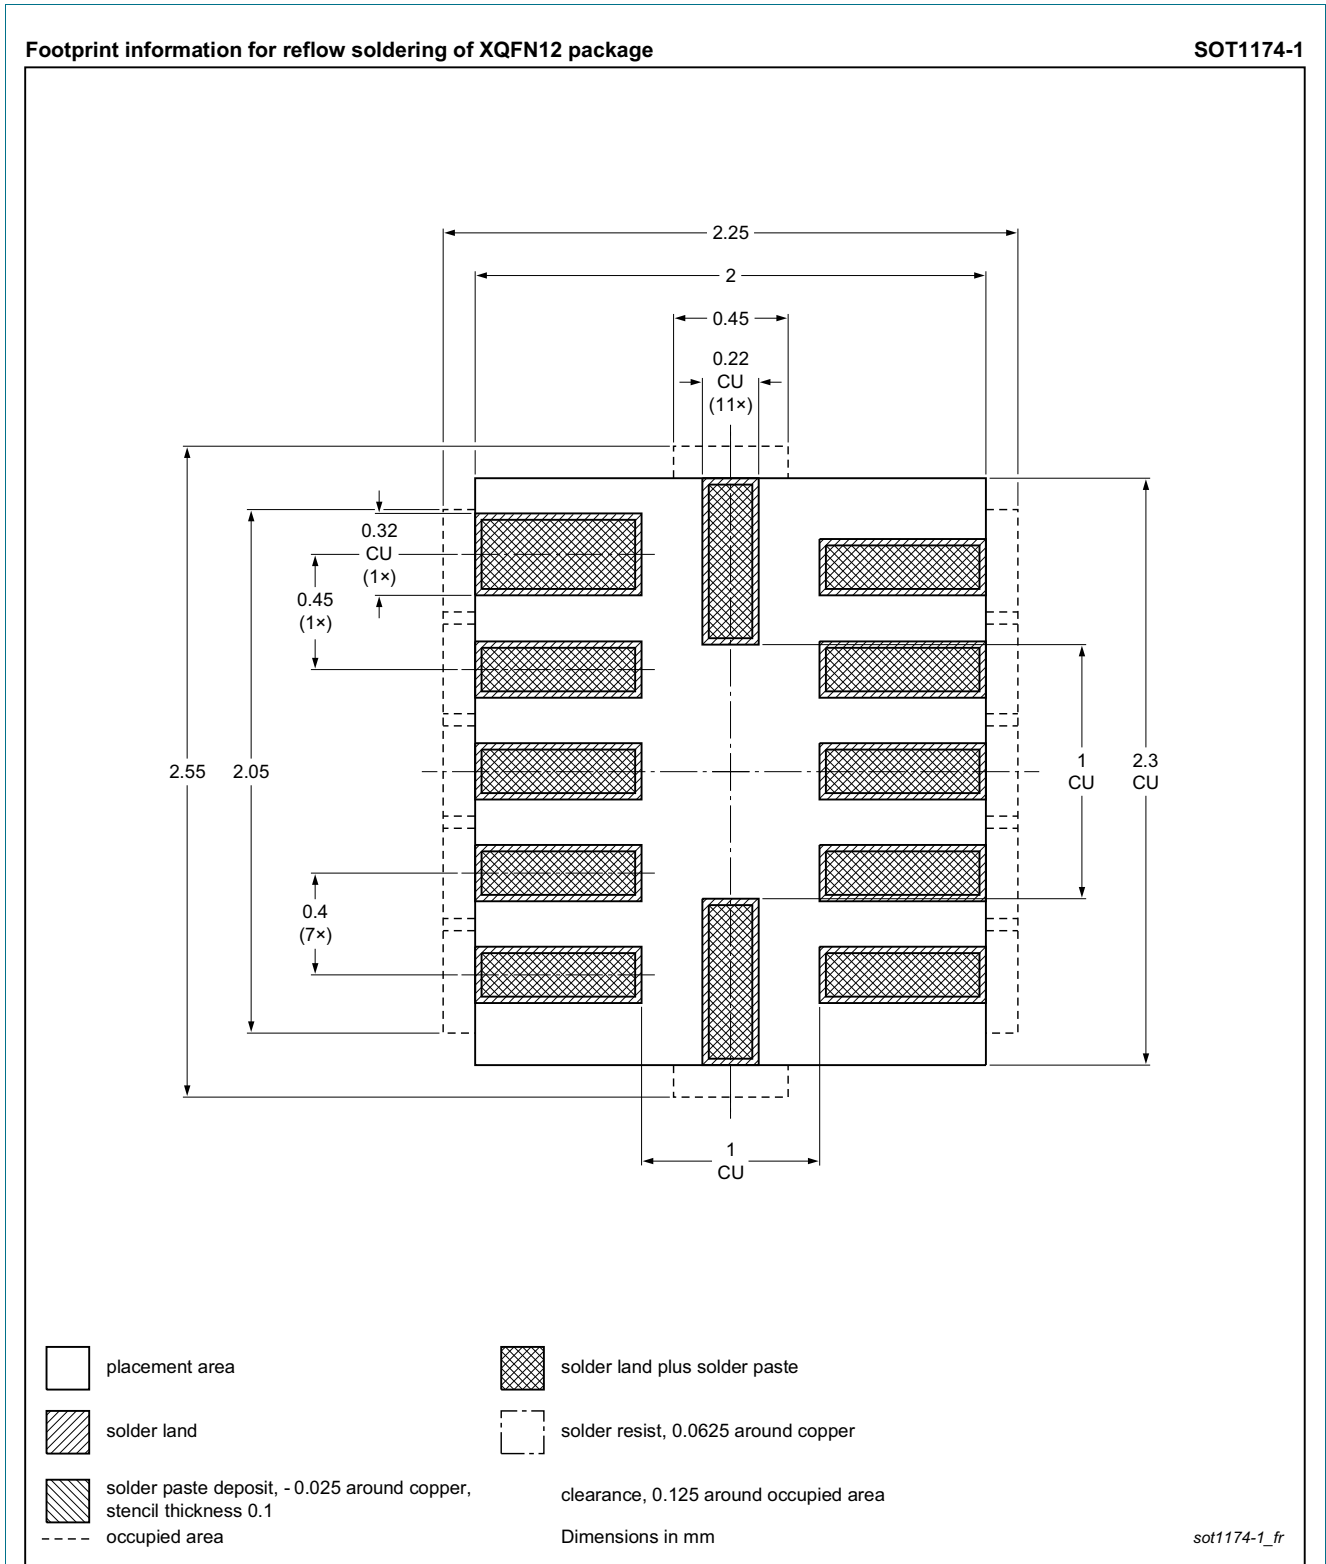 Footprint information for reflow soldering of XQFN12 package
SOT1174-1
2.25
2
0.45
0.22
CU
(11×)
0.32
CU
(1×)
0.45
(1×)
2.55
2.05
1
CU
2.3
CU
0.4
(7×)
1
CU
placement area
solder land plus solder paste
solder land
solder resist, 0.0625 around copper
solder paste deposit, - 0.025 around copper,
stencil thickness 0.1
clearance, 0.125 around occupied area
occupied area
Dimensions in mm
sot1174-1_fr